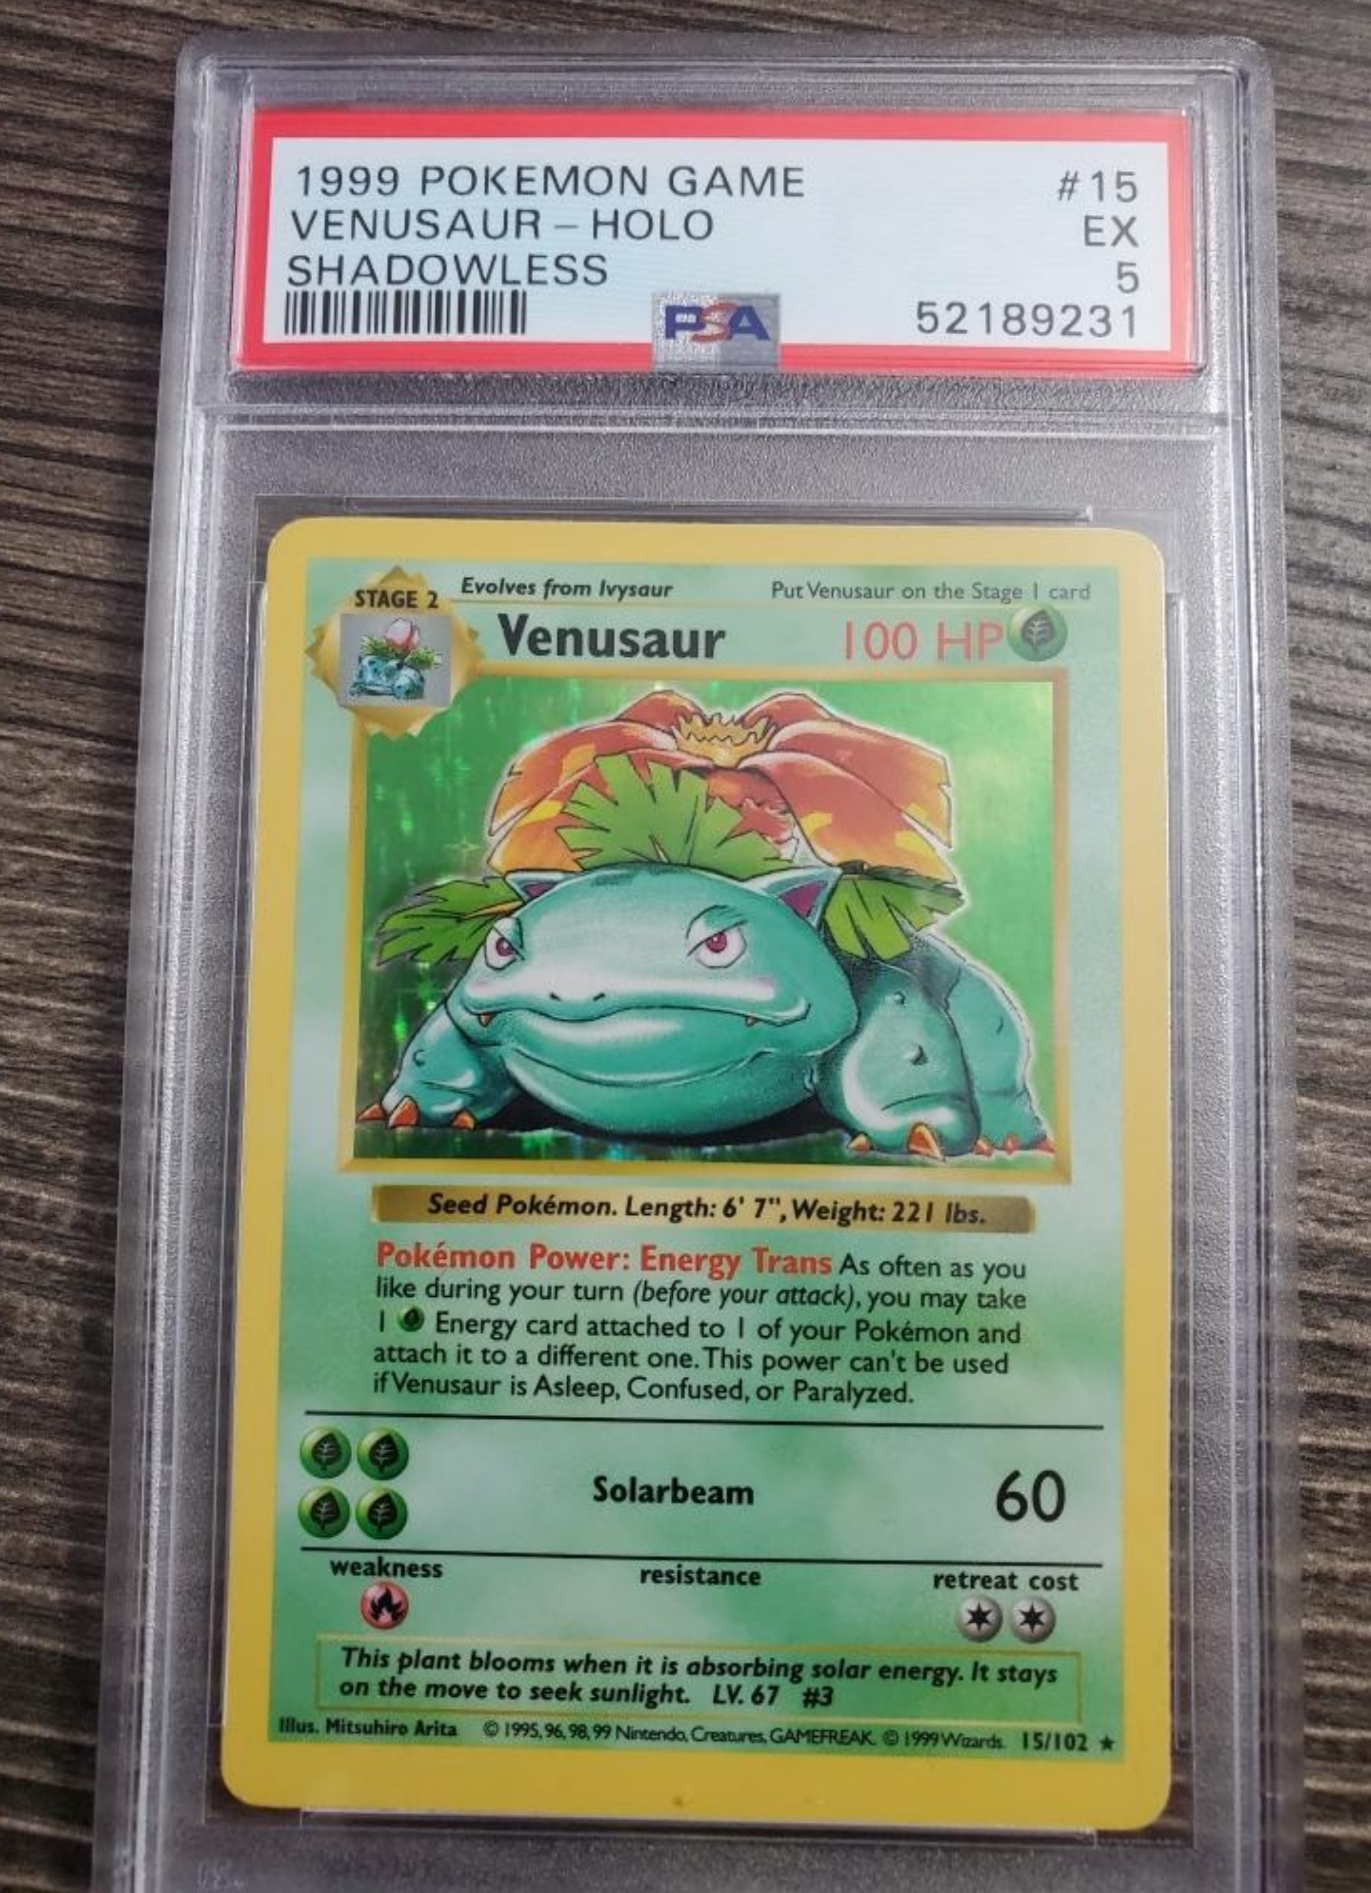 1999 POKEMON GAME #15
VENUSAUR - HOLO EX
SHADOWLESS 5
PSA 52189231
STAGE 2 Evolves from Ivysaur Put Venusaur on the Stage 1 card
Venusaur 100 HP
Seed Pokémon. Length: 6' 7", Weight: 221 lbs.
Pokémon Power: Energy Trans As often as you
like during your turn (before your attack), you may take
1 Energy card attached to 1 of your Pokémon and
attach it to a different one. This power can't be used
if Venusaur is Asleep, Confused, or Paralyzed.
Solarbeam 60
weakness resistance retreat cost
This plant blooms when it is absorbing solar energy. It stays
on the move to seek sunlight. LV. 67 #3
Illus. Mitsuhiro Arita © 1995, 96, 98, 99 Nintendo, Creatures, GAMEFREAK. © 1999 Wizards. 15/102 ★